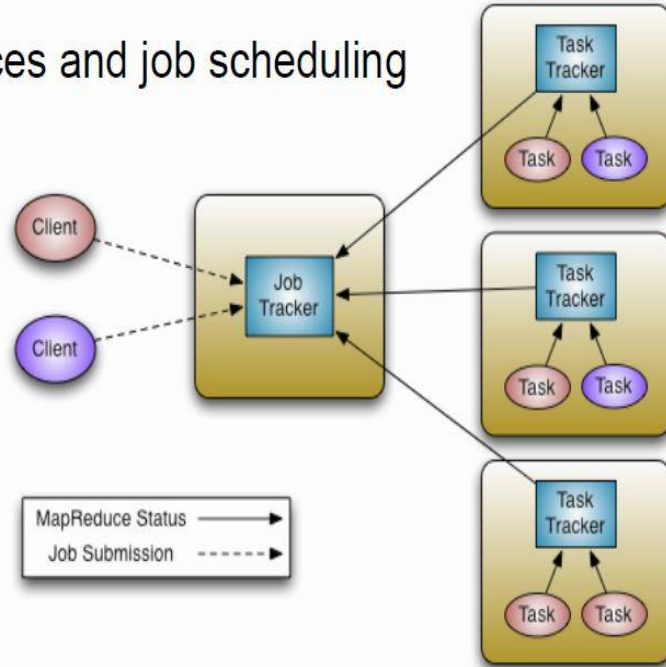 ces and job scheduling
Task
Tracker
Task
Task
Client
Job
Tracker
Client
Task
Tracker
Task
Task
MapReduce Status
Job Submission
Task
Tracker
Task
Task